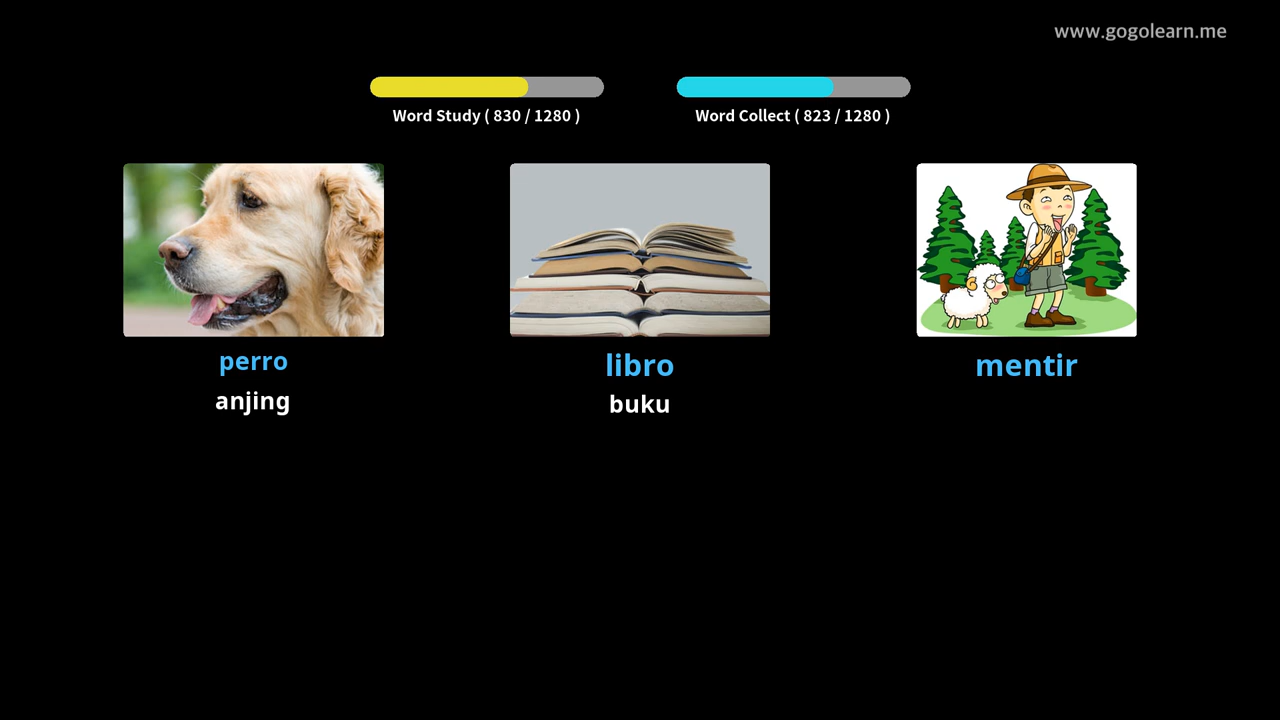 www.gogolearn.me
Word Study ( 830 / 1280 )
Word Collect ( 823 / 1280 )
perro
anjing
libro
buku
mentir